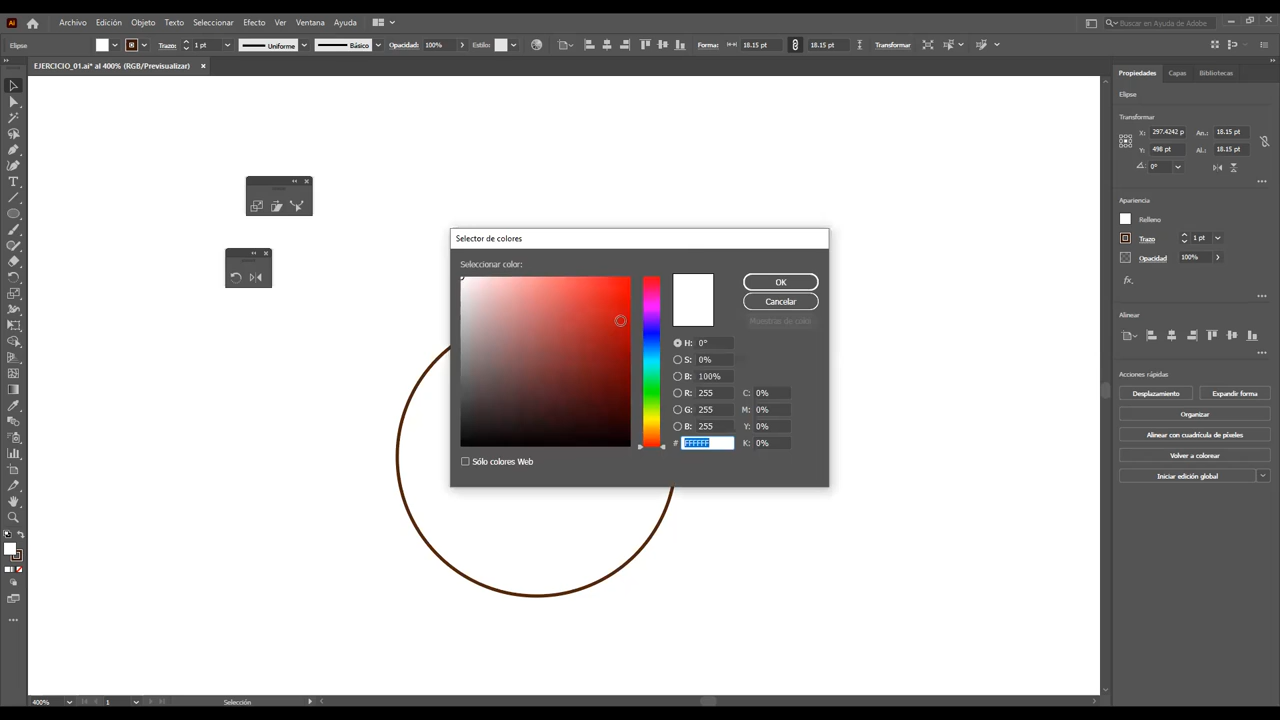 Ai Archivo Edición Objeto Texto Seleccionar Efecto Ver Ventana Ayuda Buscar en Ayuda de Adobe
Elipse Trazo: 1 pt Uniforme Básico Opacidad: 100% Estilo: Forma: 18.15 pt 18.15 pt Transformar
EJERCICIO_01.ai* al 400% (RGB/Previsualizar)
Propiedades Capas Bibliotecas
Elipse
Transformar
X: 297.4242 p An.: 18.15 pt
Y: 498 pt Al.: 18.15 pt
0°
Apariencia
Relleno
Trazo 1 pt
Opacidad 100%
fx.
Alinear
Acciones rápidas
Desplazamiento Expandir forma
Organizar
Alinear con cuadrícula de píxeles
Volver a colorear
Iniciar edición global
Selector de colores
Seleccionar color:
OK
Cancelar
Muestras de color
H: 0°
S: 0%
B: 100%
R: 255 C: 0%
G: 255 M: 0%
B: 255 Y: 0%
# FFFFFF K: 0%
Sólo colores Web
400% 1 Selección